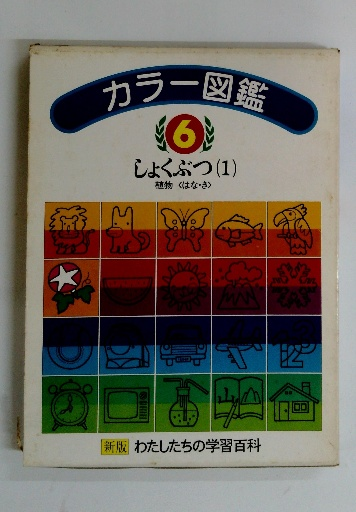 カラー図鑑
6
しょくぶつ(1)
植物〈はな・き〉
新版 わたしたちの学習百科